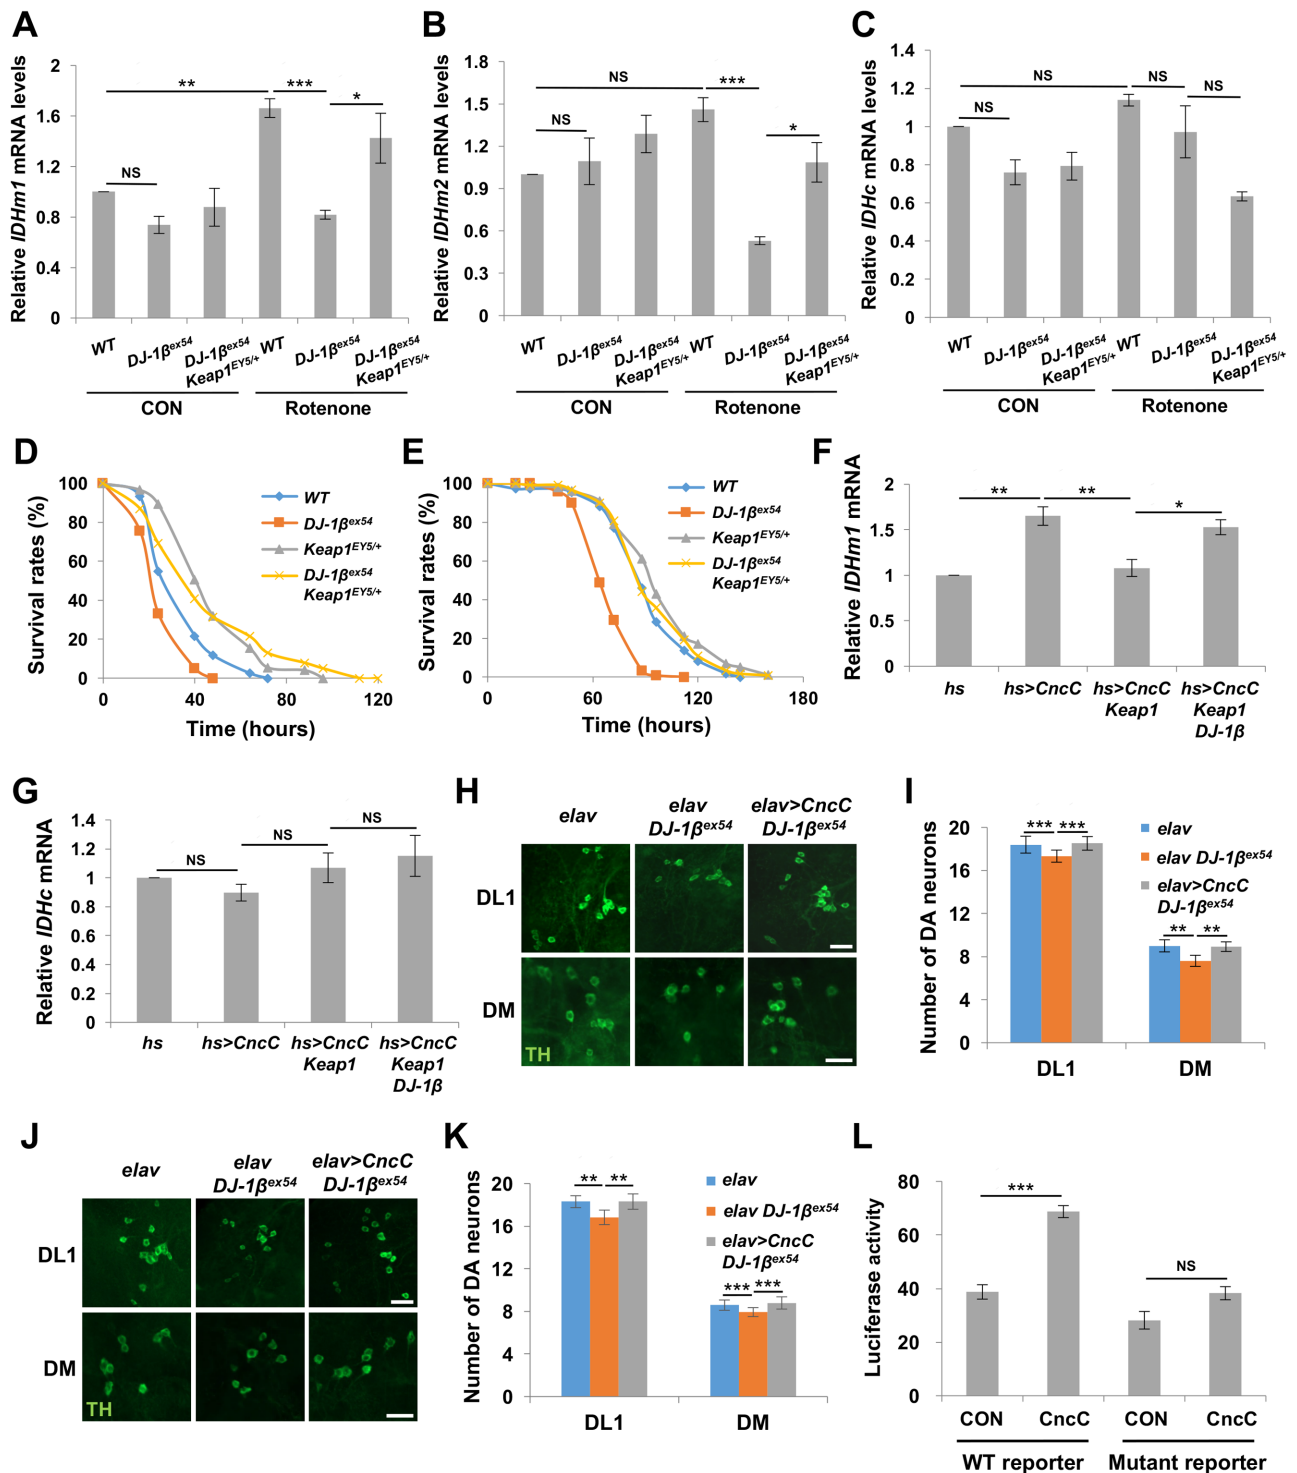 A
Relative IDHm1 mRNA levels
2
1.6
1.2
0.8
0.4
0
**
***
*
NS
WT
DJ-1βex54
DJ-1βex54
Keap1EY5/+
WT
DJ-1βex54
DJ-1βex54
Keap1EY5/+
CON
Rotenone
B
Relative IDHm2 mRNA levels
1.8
1.5
1.2
0.9
0.6
0.3
0
NS
***
NS
*
WT
DJ-1βex54
DJ-1βex54
Keap1EY5/+
WT
DJ-1βex54
DJ-1βex54
Keap1EY5/+
CON
Rotenone
C
Relative IDHc mRNA levels
1.4
1.2
1
0.8
0.6
0.4
0.2
0
NS
NS
NS
NS
WT
DJ-1βex54
DJ-1βex54
Keap1EY5/+
WT
DJ-1βex54
DJ-1βex54
Keap1EY5/+
CON
Rotenone
D
Survival rates (%)
100
80
60
40
20
0
0
40
80
120
Time (hours)
WT
DJ-1βex54
Keap1EY5/+
DJ-1βex54
Keap1EY5/+
E
Survival rates (%)
100
80
60
40
20
0
0
60
120
180
Time (hours)
WT
DJ-1βex54
Keap1EY5/+
DJ-1βex54
Keap1EY5/+
F
Relative IDHm1 mRNA
2
1.5
1
0.5
0
**
**
*
hs
hs>CncC
hs>CncC
Keap1
hs>CncC
Keap1
DJ-1β
G
Relative IDHc mRNA
1.4
1.2
1
0.8
0.6
0.4
0.2
0
NS
NS
NS
hs
hs>CncC
hs>CncC
Keap1
hs>CncC
Keap1
DJ-1β
H
elav
elav
DJ-1βex54
elav>CncC
DJ-1βex54
DL1
DM
TH
I
Number of DA neurons
20
16
12
8
4
0
***
***
**
**
DL1
DM
elav
elav DJ-1βex54
elav>CncC
DJ-1βex54
J
elav
elav
DJ-1βex54
elav>CncC
DJ-1βex54
DL1
DM
TH
K
Number of DA neurons
20
16
12
8
4
0
**
**
***
***
DL1
DM
elav
elav DJ-1βex54
elav>CncC
DJ-1βex54
L
Luciferase activity
80
60
40
20
0
***
NS
CON
CncC
CON
CncC
WT reporter
Mutant reporter